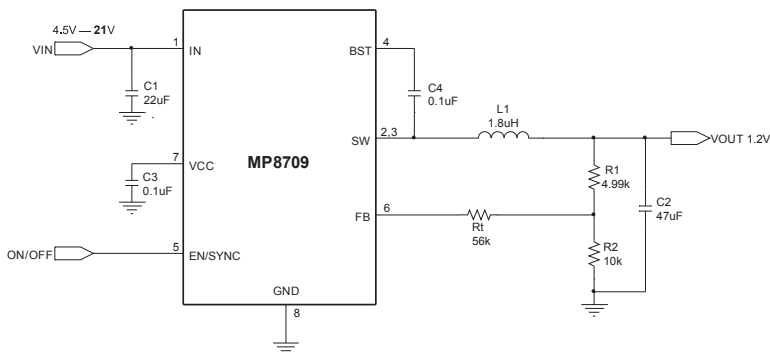 4.5V — 21V
VIN
1
IN
C1
22uF
BST
4
C4
0.1uF
L1
1.8uH
SW
2,3
VOUT 1.2V
7
VCC
MP8709
C3
0.1uF
R1
4.99k
C2
47uF
FB
6
Rt
56k
R2
10k
ON/OFF
5
EN/SYNC
GND
8